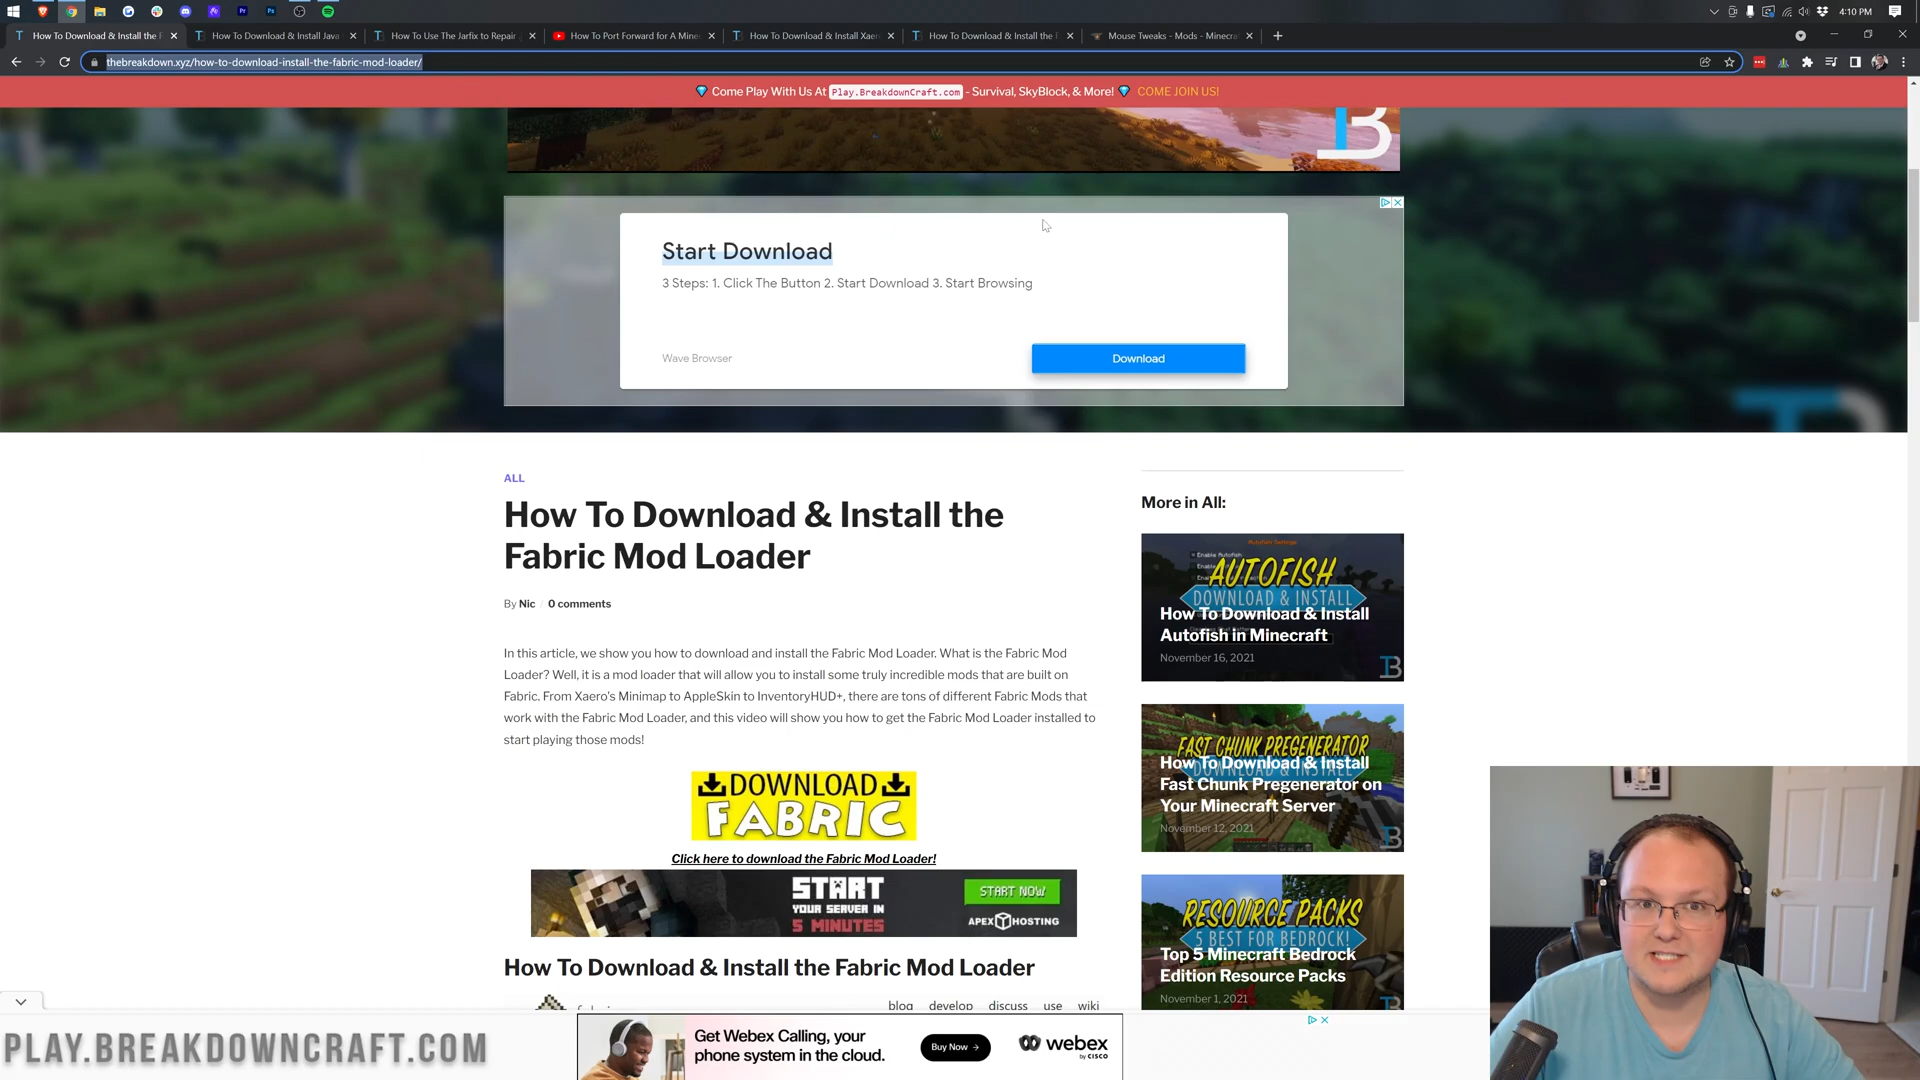 4:10 PM
How To Download & Install the F
How To Download & Install Java
How To Use The Jarfix to Repair
How To Port Forward for A Mine
How To Download & Install Xaer
How To Download & Install the F
Mouse Tweaks - Mods - Minecra
thebreakdown.xyz/how-to-download-install-the-fabric-mod-loader/
Come Play With Us At Play.BreakdownCraft.com - Survival, SkyBlock, & More! COME JOIN US!
Start Download
3 Steps: 1. Click The Button 2. Start Download 3. Start Browsing
Wave Browser
Download
ALL
How To Download & Install the
Fabric Mod Loader
By Nic / 0 comments
In this article, we show you how to download and install the Fabric Mod Loader. What is the Fabric Mod
Loader? Well, it is a mod loader that will allow you to install some truly incredible mods that are built on
Fabric. From Xaero's Minimap to AppleSkin to InventoryHUD+, there are tons of different Fabric Mods that
work with the Fabric Mod Loader, and this video will show you how to get the Fabric Mod Loader installed to
start playing those mods!
DOWNLOAD
FABRIC
Click here to download the Fabric Mod Loader!
START
YOUR SERVER IN
5 MINUTES
START NOW
APEX HOSTING
How To Download & Install the Fabric Mod Loader
blog develop discuss use wiki
More in All:
Enable Autofish
AUTOFISH
DOWNLOAD & INSTALL
How To Download & Install
Autofish in Minecraft
November 16, 2021
FAST CHUNK PREGENERATOR
DOWNLOAD & INSTALL
How To Download & Install
Fast Chunk Pregenerator on
Your Minecraft Server
November 12, 2021
RESOURCE PACKS
5 BEST FOR BEDROCK!
Top 5 Minecraft Bedrock
Edition Resource Packs
November 1, 2021
PLAY.BREAKDOWNCRAFT.COM
Get Webex Calling, your
phone system in the cloud.
Buy Now →
webex
by CISCO